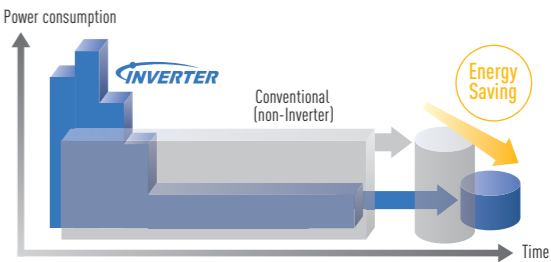 Power consumption
INVERTER
Conventional
(non-Inverter)
Energy
Saving
Time